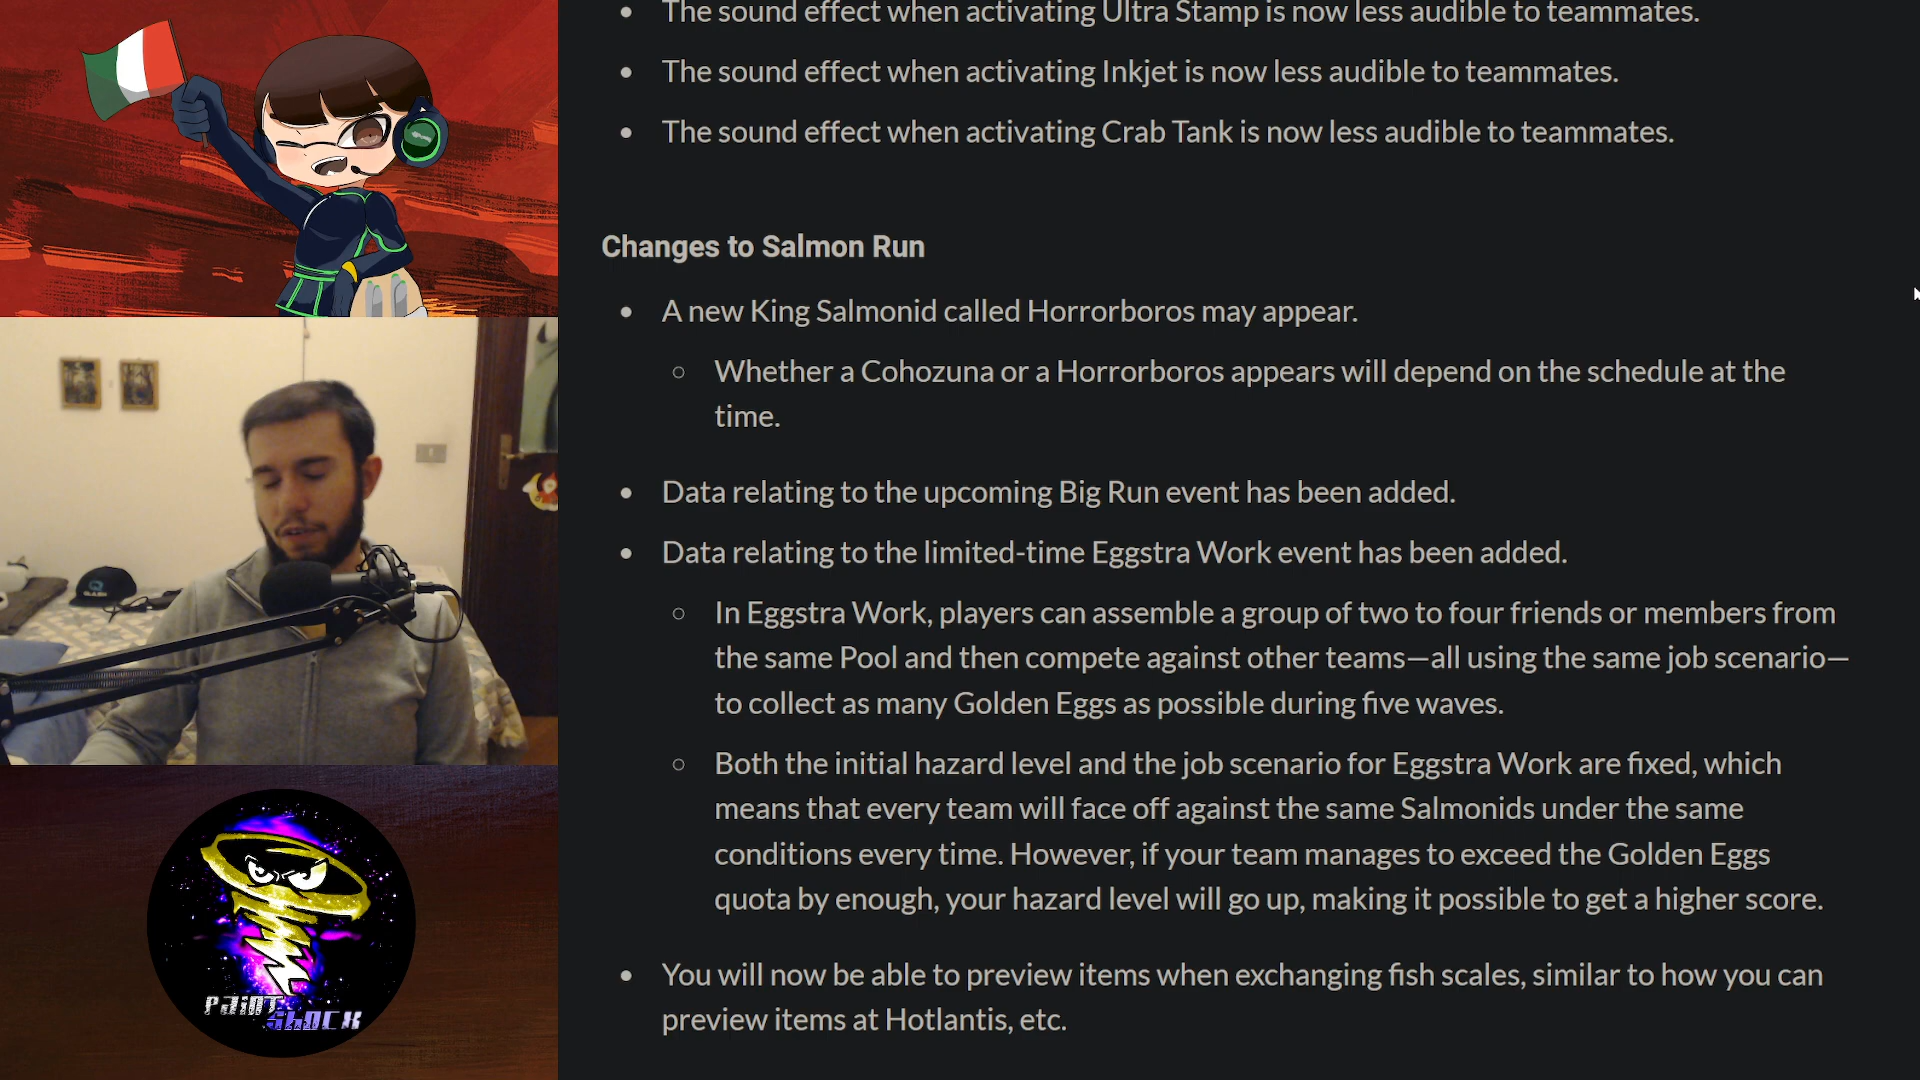 The sound effect when activating Ultra Stamp is now less audible to teammates.
The sound effect when activating Inkjet is now less audible to teammates.
The sound effect when activating Crab Tank is now less audible to teammates.
Changes to Salmon Run
A new King Salmonid called Horrorboros may appear.
Whether a Cohozuna or a Horrorboros appears will depend on the schedule at the
time.
Data relating to the upcoming Big Run event has been added.
Data relating to the limited-time Eggstra Work event has been added.
In Eggstra Work, players can assemble a group of two to four friends or members from
the same Pool and then compete against other teams—all using the same job scenario—
to collect as many Golden Eggs as possible during five waves.
Both the initial hazard level and the job scenario for Eggstra Work are fixed, which
means that every team will face off against the same Salmonids under the same
conditions every time. However, if your team manages to exceed the Golden Eggs
quota by enough, your hazard level will go up, making it possible to get a higher score.
You will now be able to preview items when exchanging fish scales, similar to how you can
preview items at Hotlantis, etc.
PAINT
SHOCK